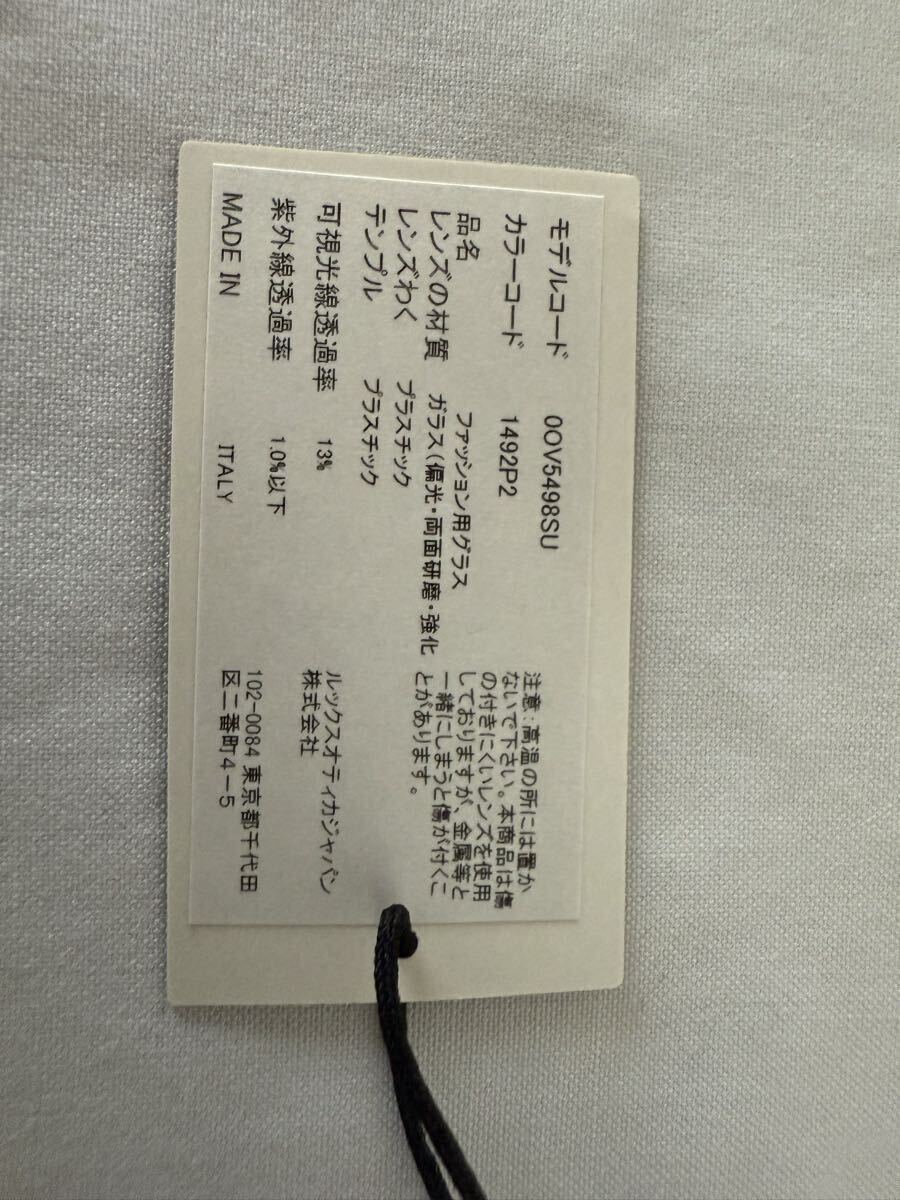 モデルコード 0OV5498SU
カラーコード 1492P2
品名 ファッション用グラス
レンズの材質 ガラス(偏光・両面研磨・強化
レンズわく プラスチック
テンプル プラスチック
可視光線透過率 13%
紫外線透過率 1.0%以下
MADE IN ITALY
注意:高温の所には置か
ないで下さい。本商品は傷
の付きにくいレンズを使用
しておりますが、金属等と
一緒にしまうと傷が付くこ
とがあります。
ルックスオティカジャパン
株式会社
102-0084 東京都千代田
区二番町4-5